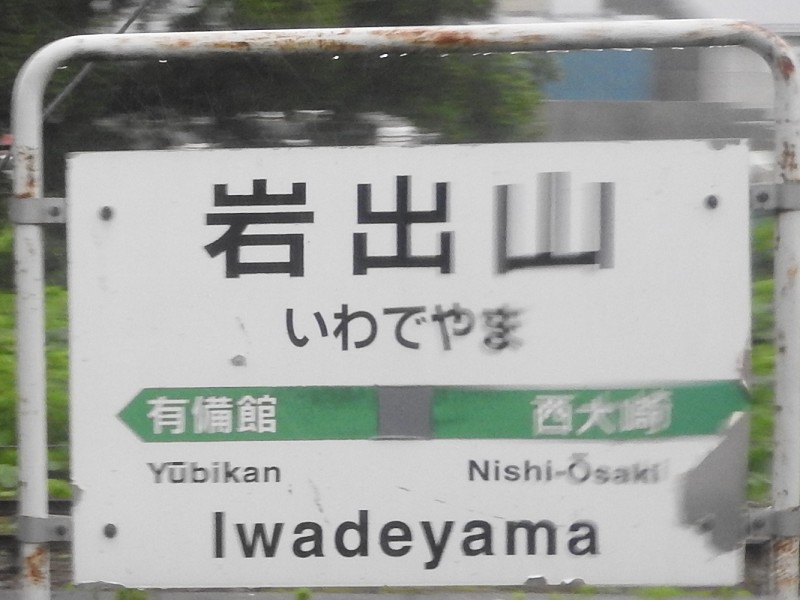 岩出山
いわでやま
有備館 西大崎
Yūbikan Nishi-Ōsaki
Iwadeyama